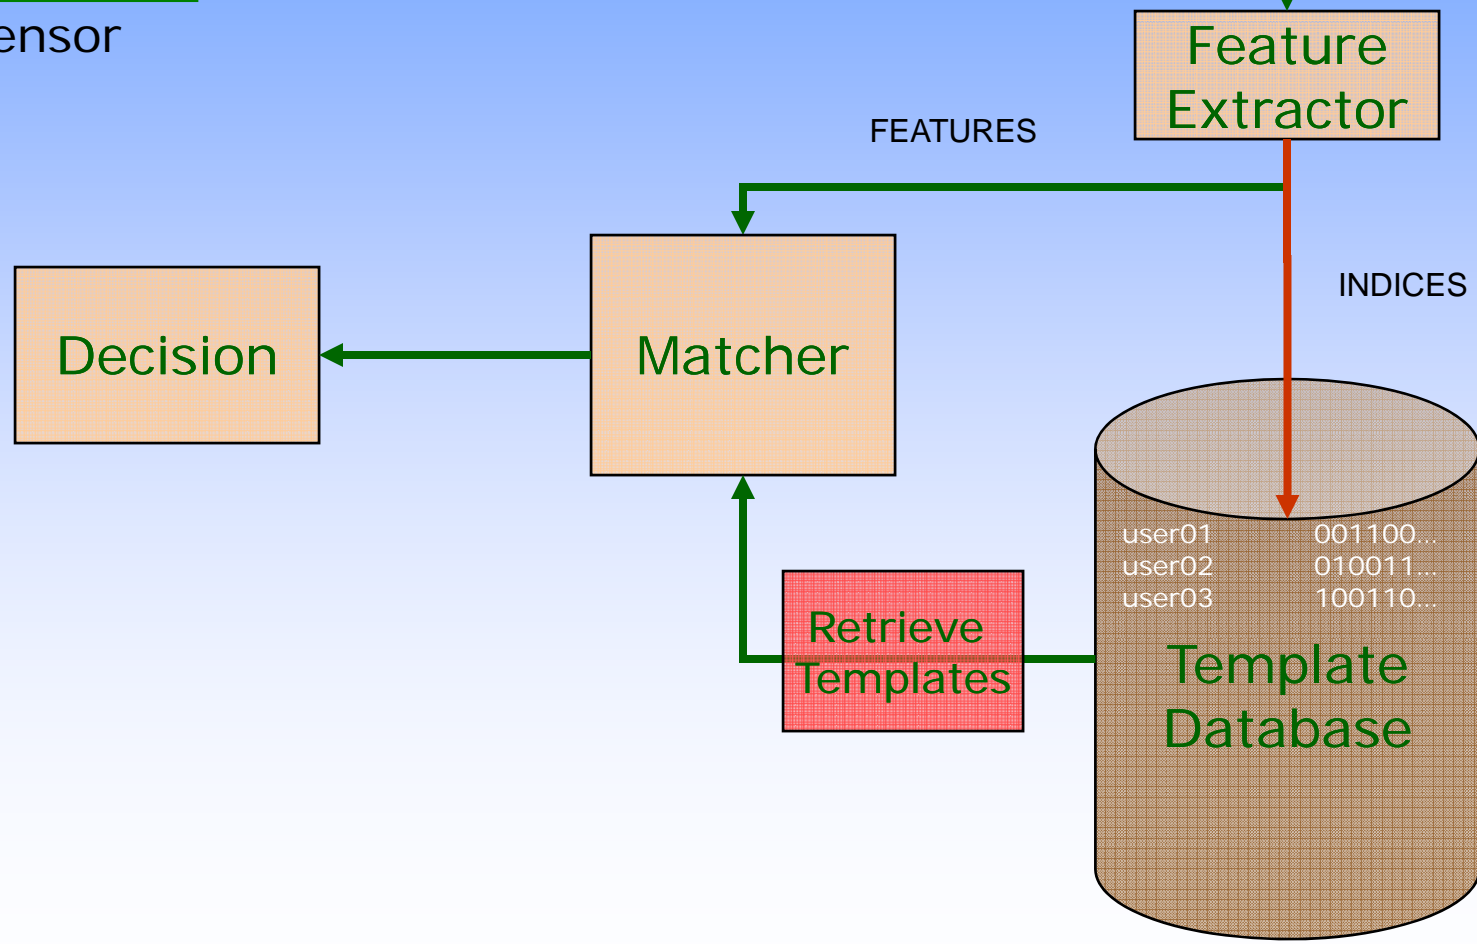 ensor
Feature
Extractor
FEATURES
INDICES
Decision
Matcher
user01 001100...
user02 010011...
user03 100110...
Retrieve
Templates
Template
Database